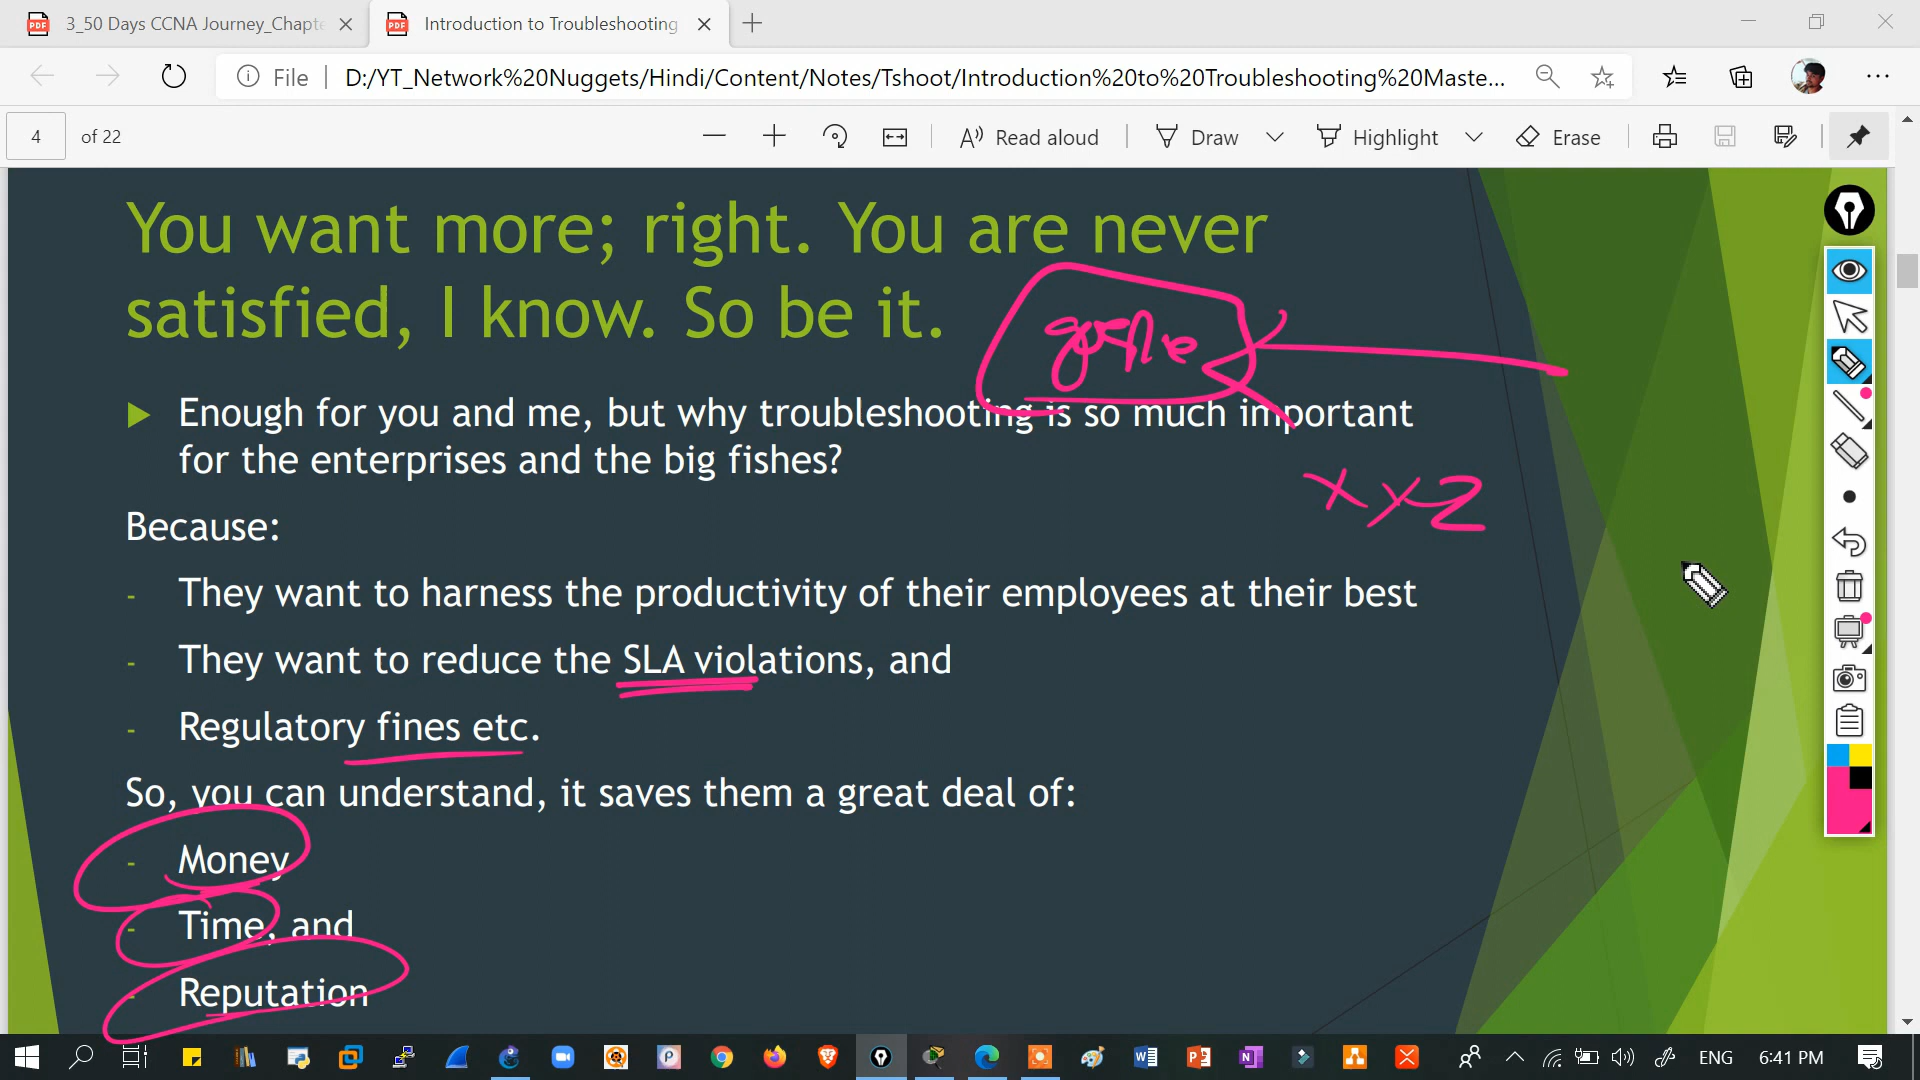 3_50 Days CCNA Journey_Chapte
Introduction to Troubleshooting
File
D:/YT_Network%20Nuggets/Hindi/Content/Notes/Tshoot/Introduction%20to%20Troubleshooting%20Maste...
4 of 22
Read aloud
Draw
Highlight
Erase
You want more; right. You are never
satisfied, I know. So be it.
Enough for you and me, but why troubleshooting is so much important
for the enterprises and the big fishes?
xyz
Because:
- They want to harness the productivity of their employees at their best
- They want to reduce the SLA violations, and
- Regulatory fines etc.
So, you can understand, it saves them a great deal of:
- Money
- Time, and
- Reputation
ENG
6:41 PM